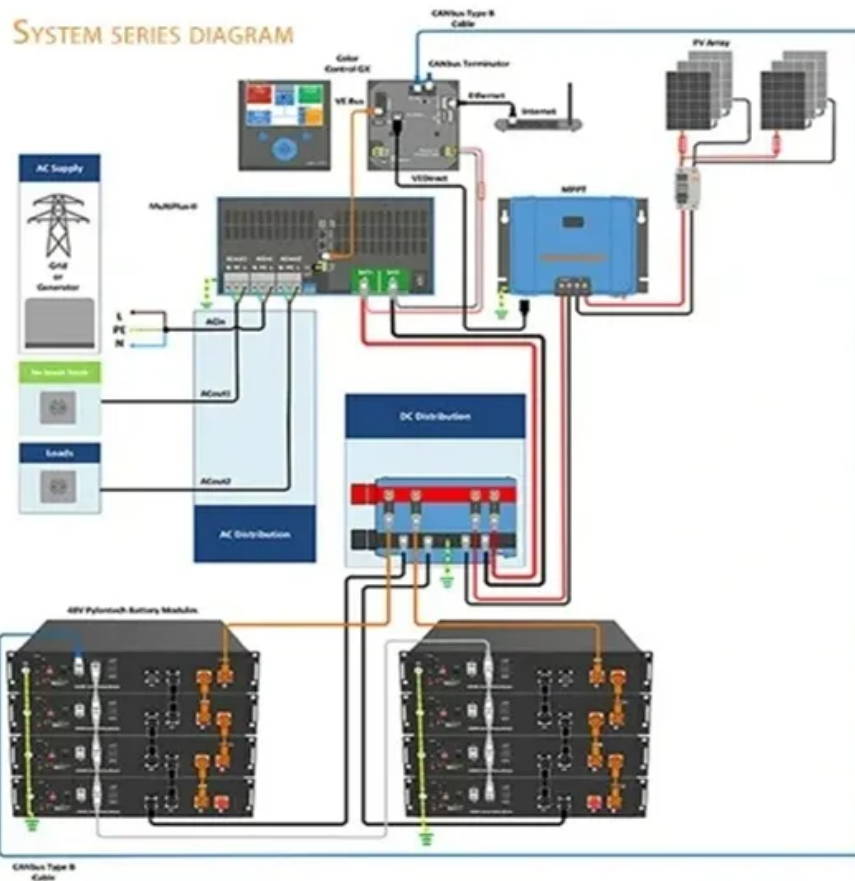 SYSTEM SERIES DIAGRAM
CANbus Type B
Cable
Color
Control GX
CANbus Terminator
PV Array
VE Bus
Ethernet
Internet
AC Supply
VEDirect
MPPT
MultiPlus-II
Grid
or
Generator
L
PE
N
ACin
ACout1
DC Distribution
Loads
ACout2
AC Distribution
48V Pylontech Battery Modules
CANbus Type B
Cable